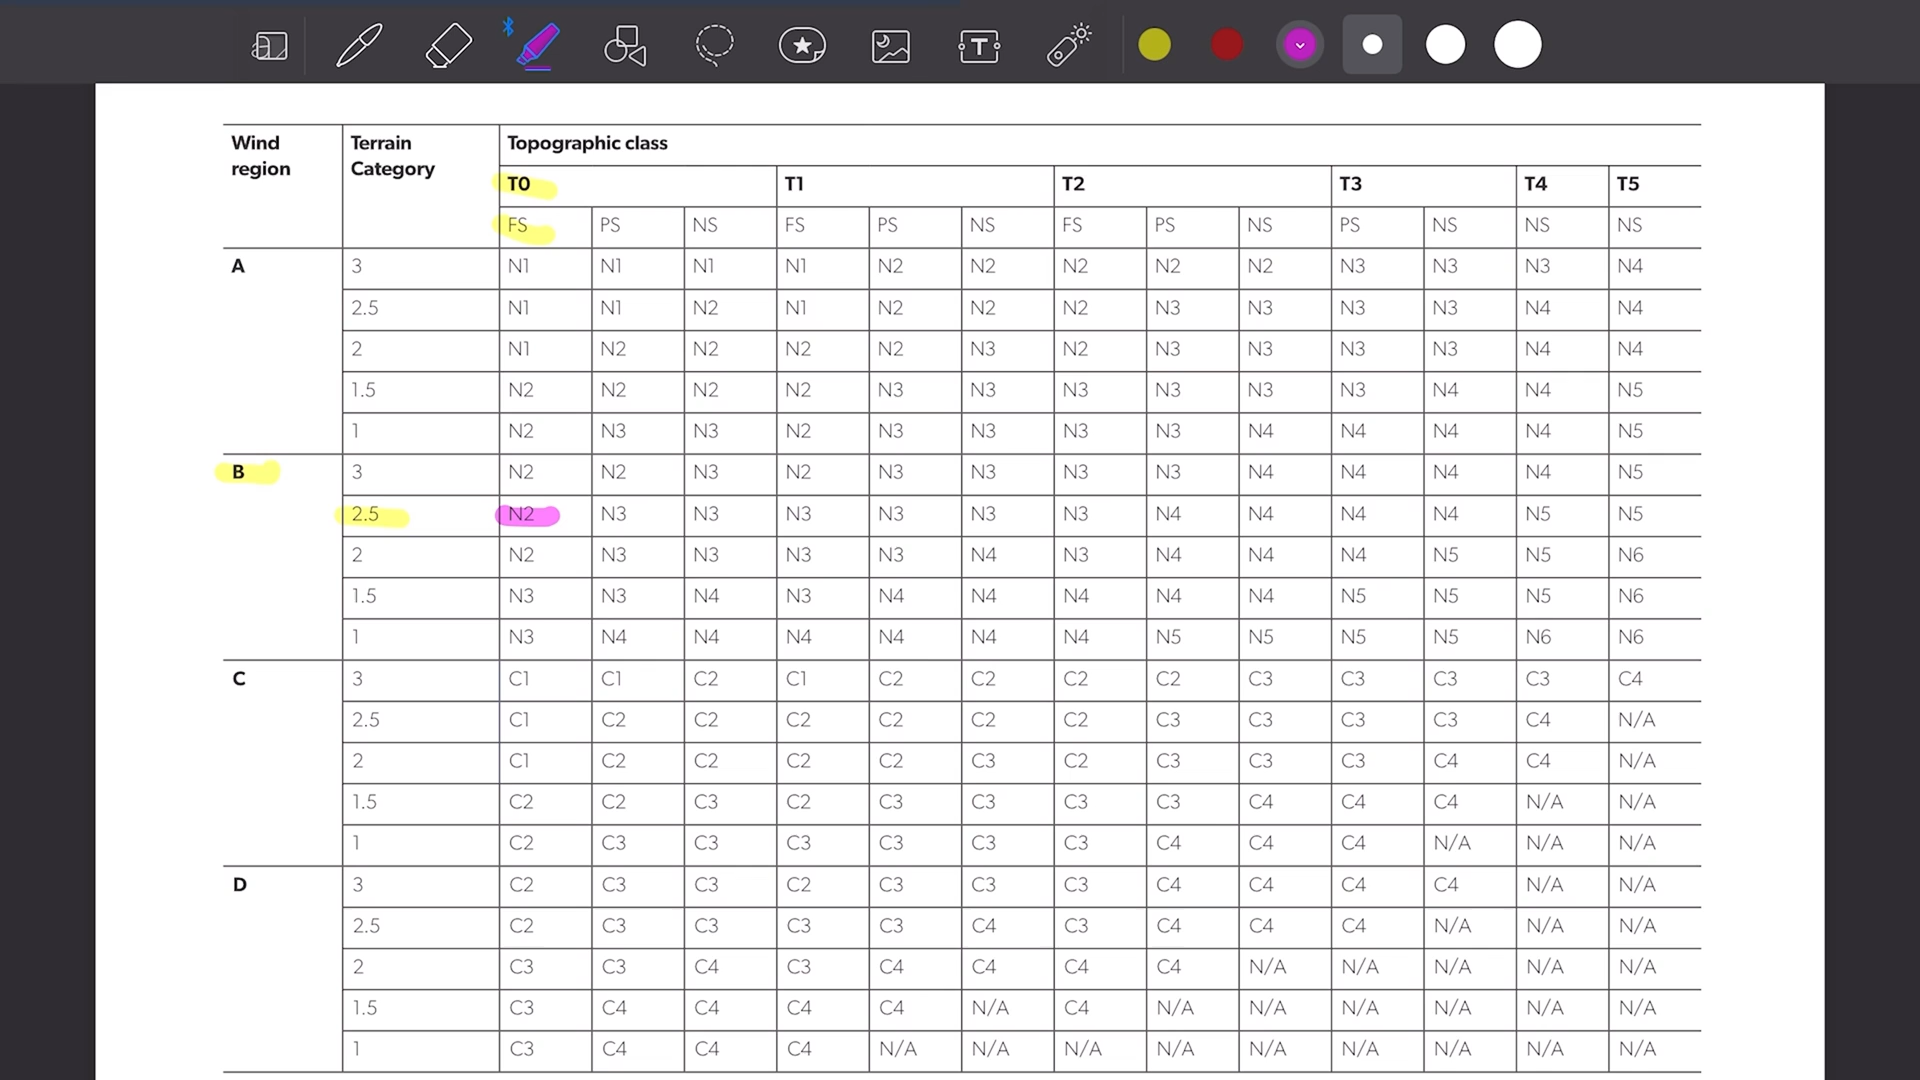 T
Wind region Terrain Category Topographic class
T0 T1 T2 T3 T4 T5
FS PS NS FS PS NS FS PS NS PS NS NS NS
A 3 N1 N1 N1 N1 N2 N2 N2 N2 N2 N3 N3 N3 N4
2.5 N1 N1 N2 N1 N2 N2 N2 N3 N3 N3 N3 N4 N4
2 N1 N2 N2 N2 N2 N3 N2 N3 N3 N3 N3 N4 N4
1.5 N2 N2 N2 N2 N3 N3 N3 N3 N3 N3 N4 N4 N5
1 N2 N3 N3 N2 N3 N3 N3 N3 N4 N4 N4 N4 N5
B 3 N2 N2 N3 N2 N3 N3 N3 N3 N4 N4 N4 N4 N5
2.5 N2 N3 N3 N3 N3 N3 N3 N4 N4 N4 N4 N5 N5
2 N2 N3 N3 N3 N3 N4 N3 N4 N4 N4 N5 N5 N6
1.5 N3 N3 N4 N3 N4 N4 N4 N4 N4 N5 N5 N5 N6
1 N3 N4 N4 N4 N4 N4 N4 N5 N5 N5 N5 N6 N6
C 3 C1 C1 C2 C1 C2 C2 C2 C2 C3 C3 C3 C3 C4
2.5 C1 C2 C2 C2 C2 C2 C2 C3 C3 C3 C3 C4 N/A
2 C1 C2 C2 C2 C2 C3 C2 C3 C3 C3 C4 C4 N/A
1.5 C2 C2 C3 C2 C3 C3 C3 C3 C4 C4 C4 N/A N/A
1 C2 C3 C3 C3 C3 C3 C3 C4 C4 C4 N/A N/A N/A
D 3 C2 C3 C3 C2 C3 C3 C3 C4 C4 C4 C4 N/A N/A
2.5 C2 C3 C3 C3 C3 C4 C3 C4 C4 C4 N/A N/A N/A
2 C3 C3 C4 C3 C4 C4 C4 C4 N/A N/A N/A N/A N/A
1.5 C3 C4 C4 C4 C4 N/A C4 N/A N/A N/A N/A N/A N/A
1 C3 C4 C4 C4 N/A N/A N/A N/A N/A N/A N/A N/A N/A